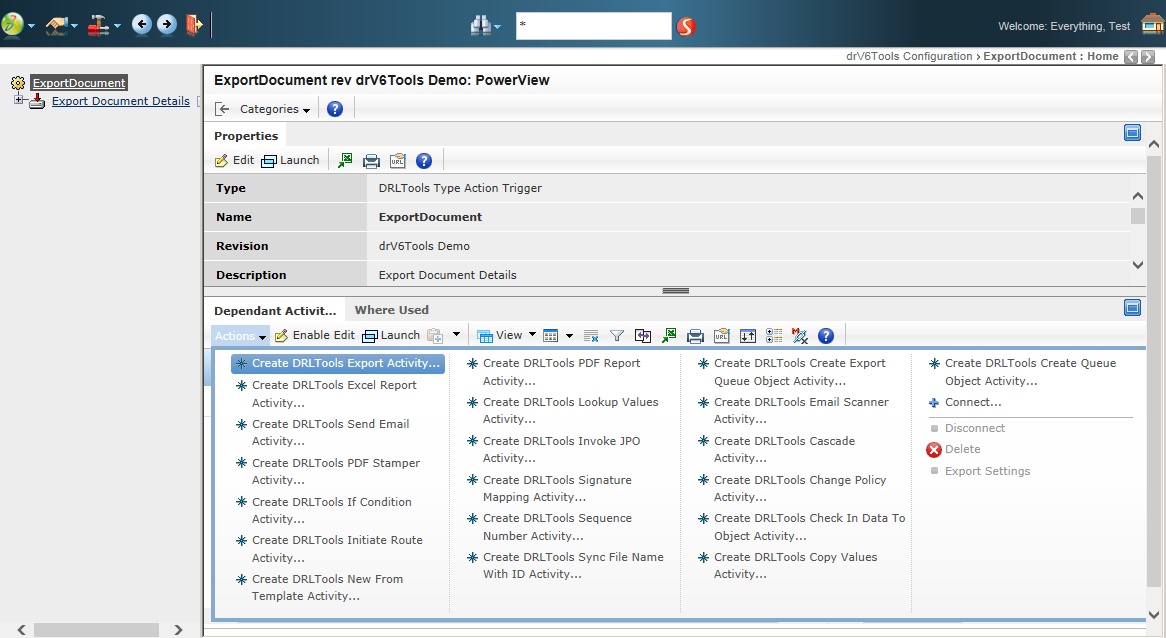 *
Welcome: Everything, Test
drV6Tools Configuration › ExportDocument : Home
ExportDocument
Export Document Details
ExportDocument rev drV6Tools Demo: PowerView
Categories
Properties
Edit Launch
Type DRLTools Type Action Trigger
Name ExportDocument
Revision drV6Tools Demo
Description Export Document Details
Dependant Activit... Where Used
Actions Enable Edit Launch View
Create DRLTools Export Activity...
Create DRLTools Excel Report
Activity...
Create DRLTools Send Email
Activity...
Create DRLTools PDF Stamper
Activity...
Create DRLTools If Condition
Activity...
Create DRLTools Initiate Route
Activity...
Create DRLTools New From
Template Activity...
Create DRLTools PDF Report
Activity...
Create DRLTools Lookup Values
Activity...
Create DRLTools Invoke JPO
Activity...
Create DRLTools Signature
Mapping Activity...
Create DRLTools Sequence
Number Activity...
Create DRLTools Sync File Name
With ID Activity...
Create DRLTools Create Export
Queue Object Activity...
Create DRLTools Email Scanner
Activity...
Create DRLTools Cascade
Activity...
Create DRLTools Change Policy
Activity...
Create DRLTools Check In Data To
Object Activity...
Create DRLTools Copy Values
Activity...
Create DRLTools Create Queue
Object Activity...
Connect...
Disconnect
Delete
Export Settings